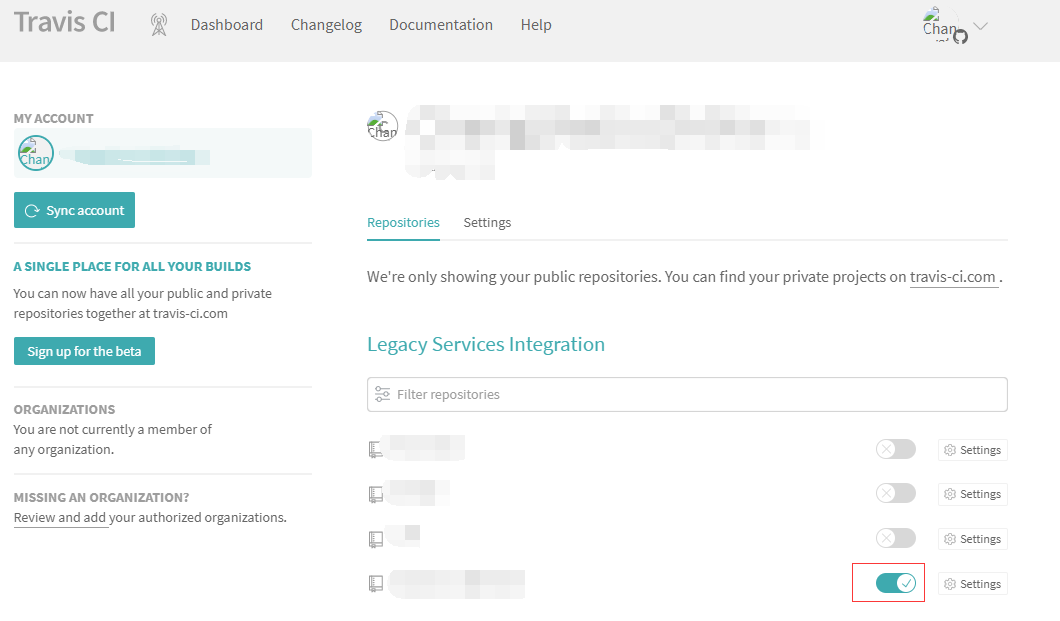 Travis CI Dashboard Changelog Documentation Help
Chan
MY ACCOUNT
Chan
Chan
Sync account
Repositories Settings
A SINGLE PLACE FOR ALL YOUR BUILDS
You can now have all your public and private
repositories together at travis-ci.com
Sign up for the beta
ORGANIZATIONS
You are not currently a member of
any organization.
MISSING AN ORGANIZATION?
Review and add your authorized organizations.
We're only showing your public repositories. You can find your private projects on travis-ci.com .
Legacy Services Integration
Filter repositories
Settings
Settings
Settings
Settings